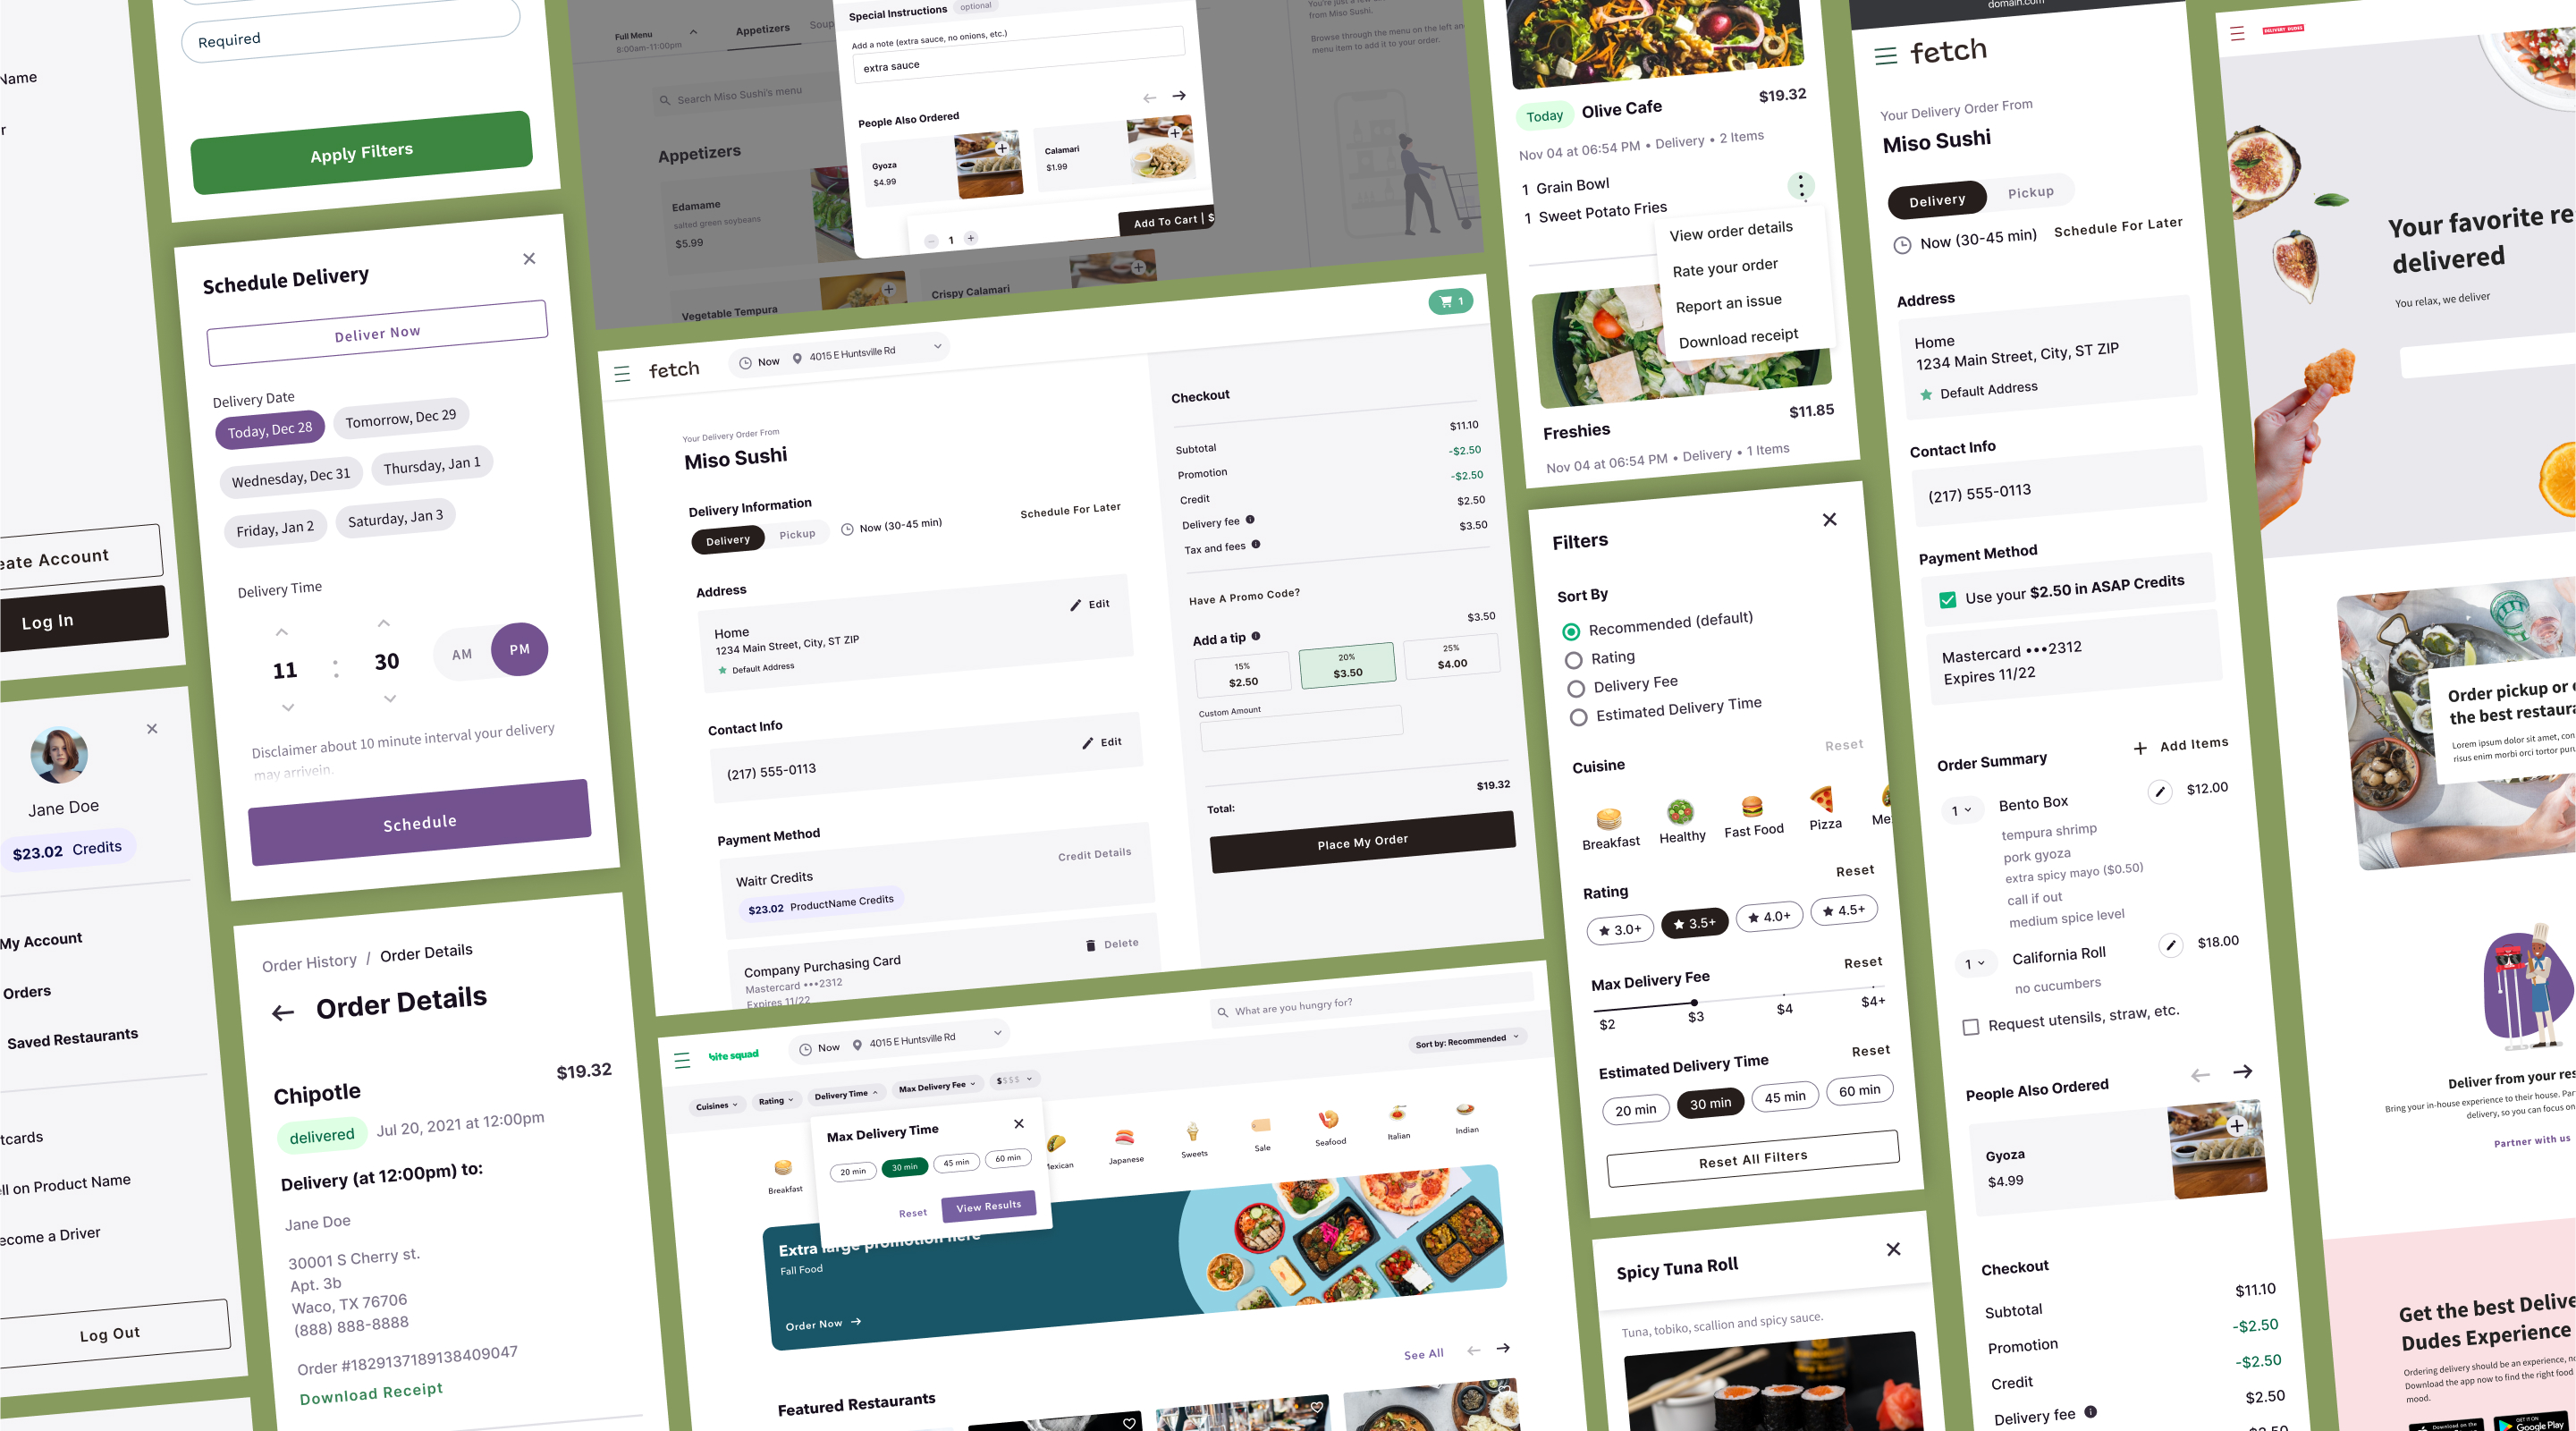 Name
r
eate Account
Log In
Jane Doe
$23.02 Credits
My Account
Orders
Saved Restaurants
tcards
ell on Product Name
ecome a Driver
Log Out
Required
Apply Filters
Schedule Delivery
Deliver Now
Delivery Date
Today, Dec 28
Tomorrow, Dec 29
Wednesday, Dec 31
Thursday, Jan 1
Friday, Jan 2
Saturday, Jan 3
Delivery Time
11 : 30 AM PM
Disclaimer about 10 minute interval your delivery
may arrivein.
Schedule
Order History / Order Details
Order Details
Chipotle
$19.32
delivered
Jul 20, 2021 at 12:00pm
Delivery (at 12:00pm) to:
Jane Doe
30001 S Cherry st.
Apt. 3b
Waco, TX 76706
(888) 888-8888
Order #1829137189138409047
Download Receipt
Full Menu
8:00am-11:00pm
Appetizers
Soup
Search Miso Sushi's menu
Appetizers
Edamame
salted green soybeans
$5.99
Vegetable Tempura
Crispy Calamari
Special Instructions optional
Add a note (extra sauce, no onions, etc.)
extra sauce
People Also Ordered
Gyoza
$4.99
Calamari
$1.99
1
Add To Cart | $
from Miso Sushi.
Browse through the menu on the left an
menu item to add it to your order.
fetch
Now
4015 E Huntsville Rd
1
Your Delivery Order From
Miso Sushi
Delivery Information
Delivery
Pickup
Now (30-45 min)
Schedule For Later
Address
Home
1234 Main Street, City, ST ZIP
Default Address
Edit
Contact Info
(217) 555-0113
Edit
Payment Method
Waitr Credits
Credit Details
$23.02 ProductName Credits
Company Purchasing Card
Mastercard •••2312
Expires 11/22
Delete
Checkout
Subtotal
$11.10
Promotion
-$2.50
Credit
-$2.50
Delivery fee
$2.50
Tax and fees
$3.50
Have A Promo Code?
Add a tip
$3.50
15%
$2.50
20%
$3.50
25%
$4.00
Custom Amount
Total:
$19.32
Place My Order
bite squad
Now
4015 E Huntsville Rd
What are you hungry for?
Cuisines
Rating
Delivery Time
Max Delivery Fee
$$$$
Sort by: Recommended
Max Delivery Time
20 min
30 min
45 min
60 min
Reset
View Results
Breakfast
Mexican
Japanese
Sweets
Sale
Seafood
Italian
Indian
Extra large promotion here
Fall Food
Order Now
See All
Featured Restaurants
Today
Olive Cafe
$19.32
Nov 04 at 06:54 PM • Delivery • 2 Items
1 Grain Bowl
1 Sweet Potato Fries
View order details
Rate your order
Report an issue
Download receipt
Freshies
$11.85
Nov 04 at 06:54 PM • Delivery • 1 Items
Filters
Sort By
Recommended (default)
Rating
Delivery Fee
Estimated Delivery Time
Cuisine
Reset
Breakfast
Healthy
Fast Food
Pizza
Me
Rating
Reset
3.0+
3.5+
4.0+
4.5+
Max Delivery Fee
Reset
$2
$3
$4
$4+
Estimated Delivery Time
Reset
20 min
30 min
45 min
60 min
Reset All Filters
Spicy Tuna Roll
Tuna, tobiko, scallion and spicy sauce.
domain.com
fetch
Your Delivery Order From
Miso Sushi
Delivery
Pickup
Now (30-45 min)
Schedule For Later
Address
Home
1234 Main Street, City, ST ZIP
Default Address
Contact Info
(217) 555-0113
Payment Method
Use your $2.50 in ASAP Credits
Mastercard •••2312
Expires 11/22
Order Summary
Add Items
1
Bento Box
$12.00
tempura shrimp
pork gyoza
extra spicy mayo ($0.50)
call if out
medium spice level
1
California Roll
$18.00
no cucumbers
Request utensils, straw, etc.
People Also Ordered
Gyoza
$4.99
Checkout
Subtotal
$11.10
Promotion
-$2.50
Credit
-$2.50
Delivery fee
$2.50
DELIVERY DUDES
Your favorite re
delivered
You relax, we deliver
Order pickup or
the best restaura
Lorem ipsum dolor sit amet, con
risus enim morbi orci tortor puru
Deliver from your res
Bring your in-house experience to their house. Par
delivery, so you can focus on
Partner with us
Get the best Delive
Dudes Experience
Ordering delivery should be an experience, no
Download the app now to find the right food
mood.
Download on the
GET IT ON
Google Play